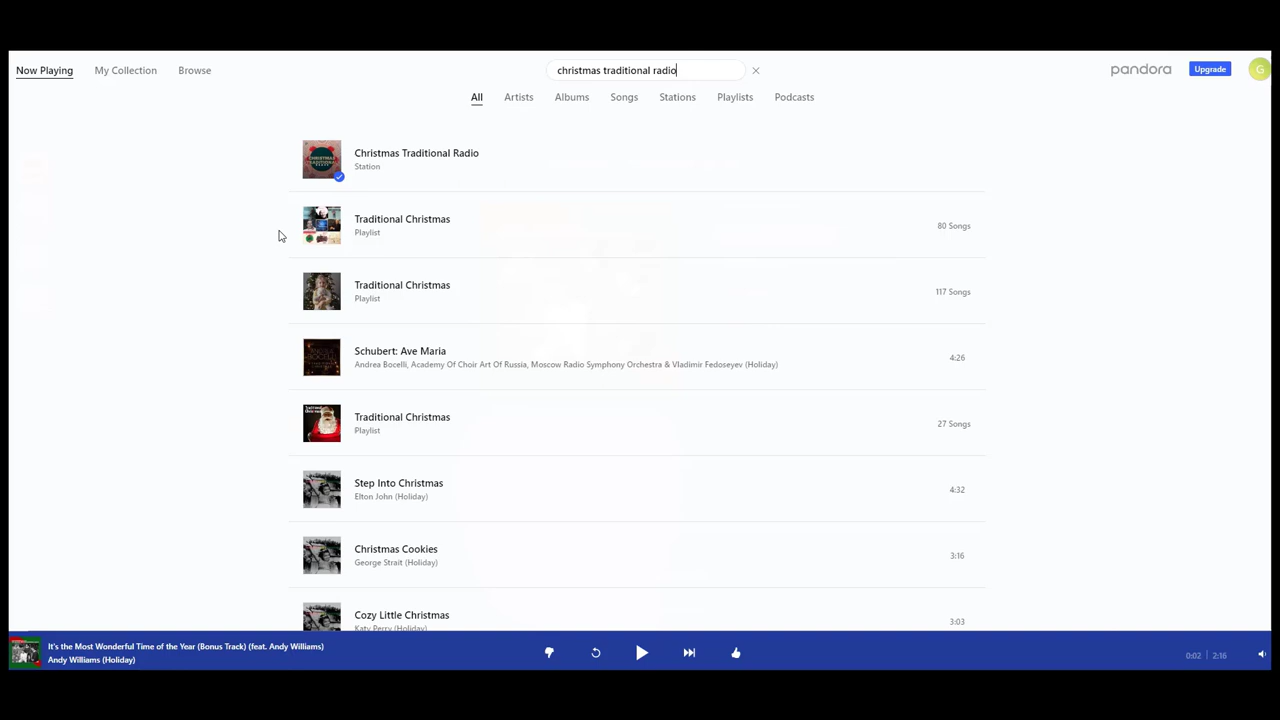 Now Playing
My Collection
Browse
christmas traditional radio
pandora
Upgrade
G
All
Artists
Albums
Songs
Stations
Playlists
Podcasts
Christmas Traditional Radio
Station
Traditional Christmas
Playlist
80 Songs
Traditional Christmas
Playlist
117 Songs
Schubert: Ave Maria
Andrea Bocelli, Academy Of Choir Art Of Russia, Moscow Radio Symphony Orchestra & Vladimir Fedoseyev (Holiday)
4:26
Traditional Christmas
Playlist
27 Songs
Step Into Christmas
Elton John (Holiday)
4:32
Christmas Cookies
George Strait (Holiday)
3:16
Cozy Little Christmas
Katy Perry (Holiday)
3:03
It's the Most Wonderful Time of the Year (Bonus Track) (feat. Andy Williams)
Andy Williams (Holiday)
0:02 | 2:16